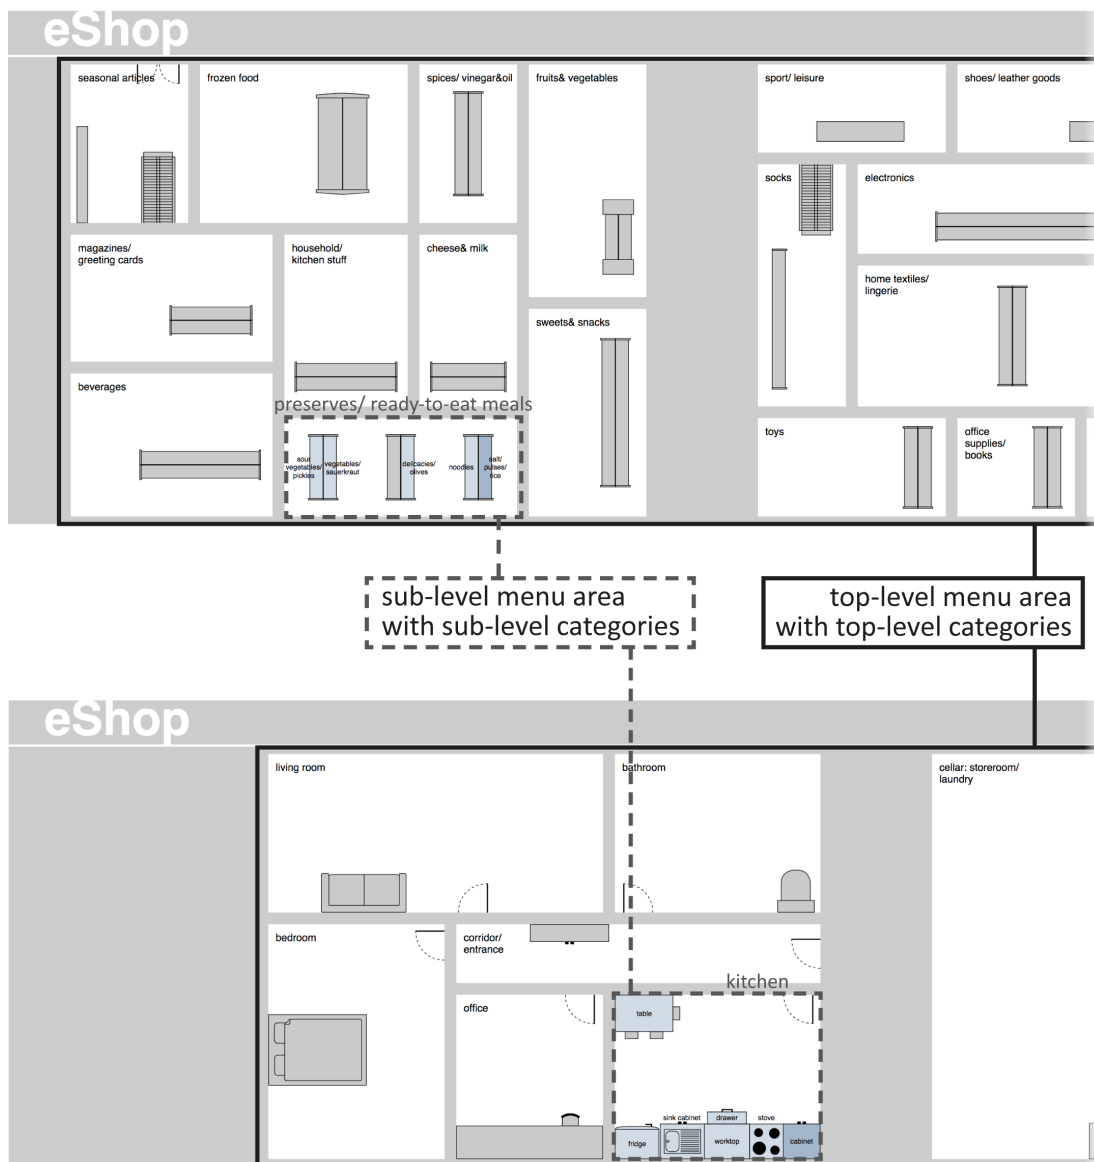 eShop
seasonal articles
frozen food
spices/ vinegar&oil
fruits& vegetables
sport/ leisure
shoes/ leather goods
socks
electronics
magazines/
greeting cards
household/
kitchen stuff
cheese& milk
home textiles/
lingerie
sweets& snacks
beverages
preserves/ ready-to-eat meals
sour
vegetables/
pickles
vegetables/
sauerkraut
delicacies/
olives
noodles
salt/
pulses/
rice
toys
office
supplies/
books
sub-level menu area
with sub-level categories
top-level menu area
with top-level categories
eShop
living room
bathroom
cellar: storeroom/
laundry
bedroom
corridor/
entrance
kitchen
office
table
sink cabinet
drawer
stove
fridge
worktop
cabinet